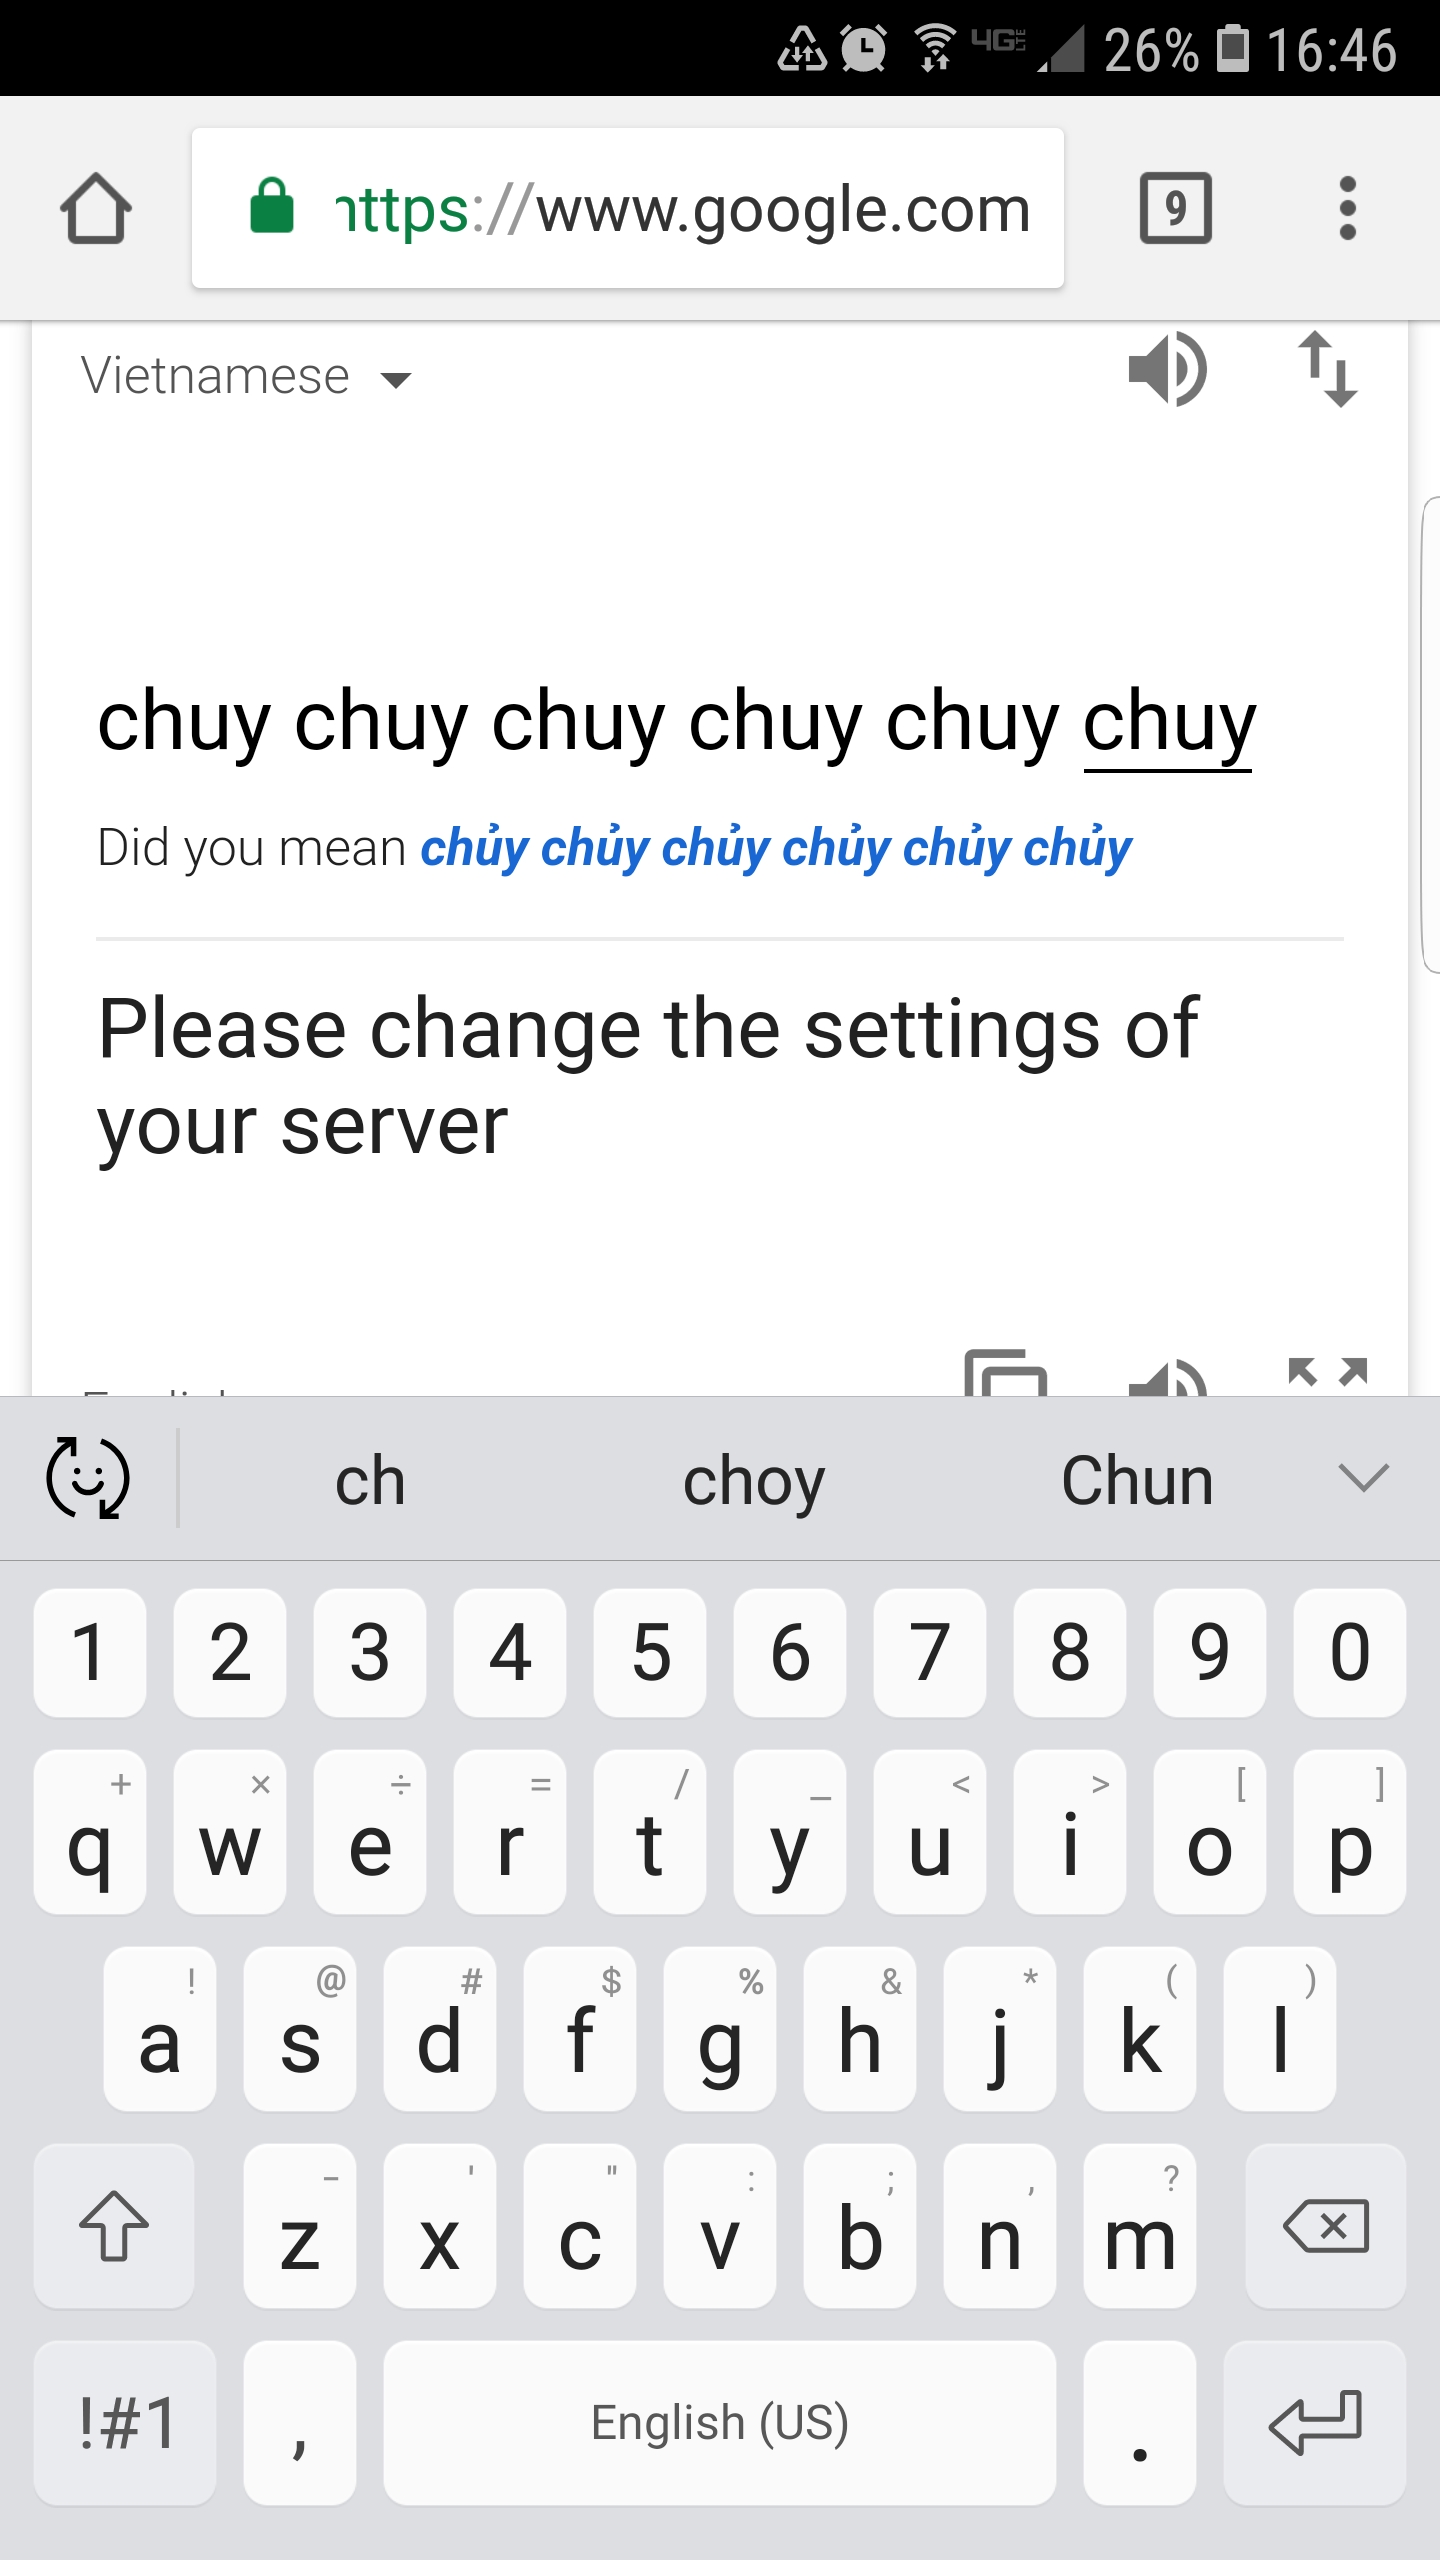 4G LTE 26% 16:46
https://www.google.com 9
Vietnamese
chuy chuy chuy chuy chuy chuy
Did you mean chủy chủy chủy chủy chủy chủy
Please change the settings of
your server
ch choy Chun
1 2 3 4 5 6 7 8 9 0
+ × ÷ = / _ < > [ ]
q w e r t y u i o p
! @ # $ % & * ( )
a s d f g h j k l
- ' " : ; , ?
z x c v b n m
!#1 , English (US) .